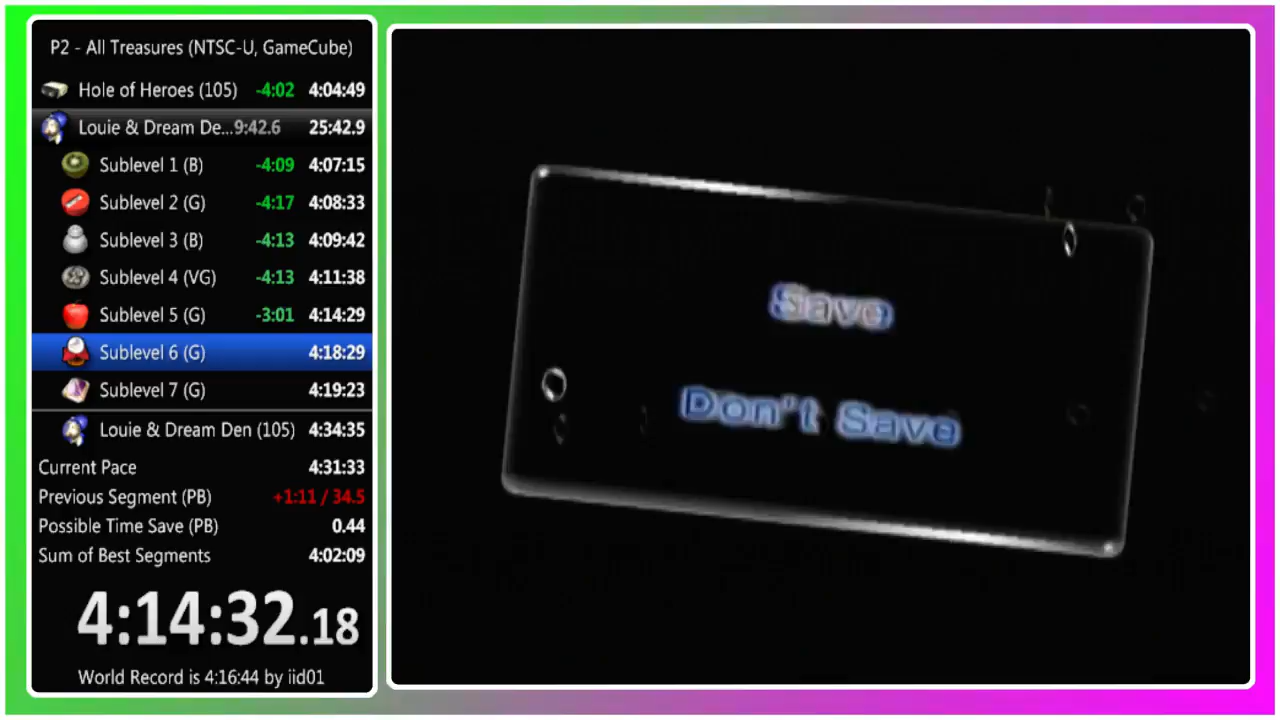 P2 - All Treasures (NTSC-U, GameCube)
Hole of Heroes (105) -4:02 4:04:49
Louie & Dream De...9:42.6 25:42.9
Sublevel 1 (B) -4:09 4:07:15
Sublevel 2 (G) -4:17 4:08:33
Sublevel 3 (B) -4:13 4:09:42
Sublevel 4 (VG) -4:13 4:11:38
Sublevel 5 (G) -3:01 4:14:29
Sublevel 6 (G) 4:18:29
Sublevel 7 (G) 4:19:23
Louie & Dream Den (105) 4:34:35
Current Pace 4:31:33
Previous Segment (PB) +1:11 / 34.5
Possible Time Save (PB) 0.44
Sum of Best Segments 4:02:09
4:14:32.18
World Record is 4:16:44 by iid01
Save
Don't Save